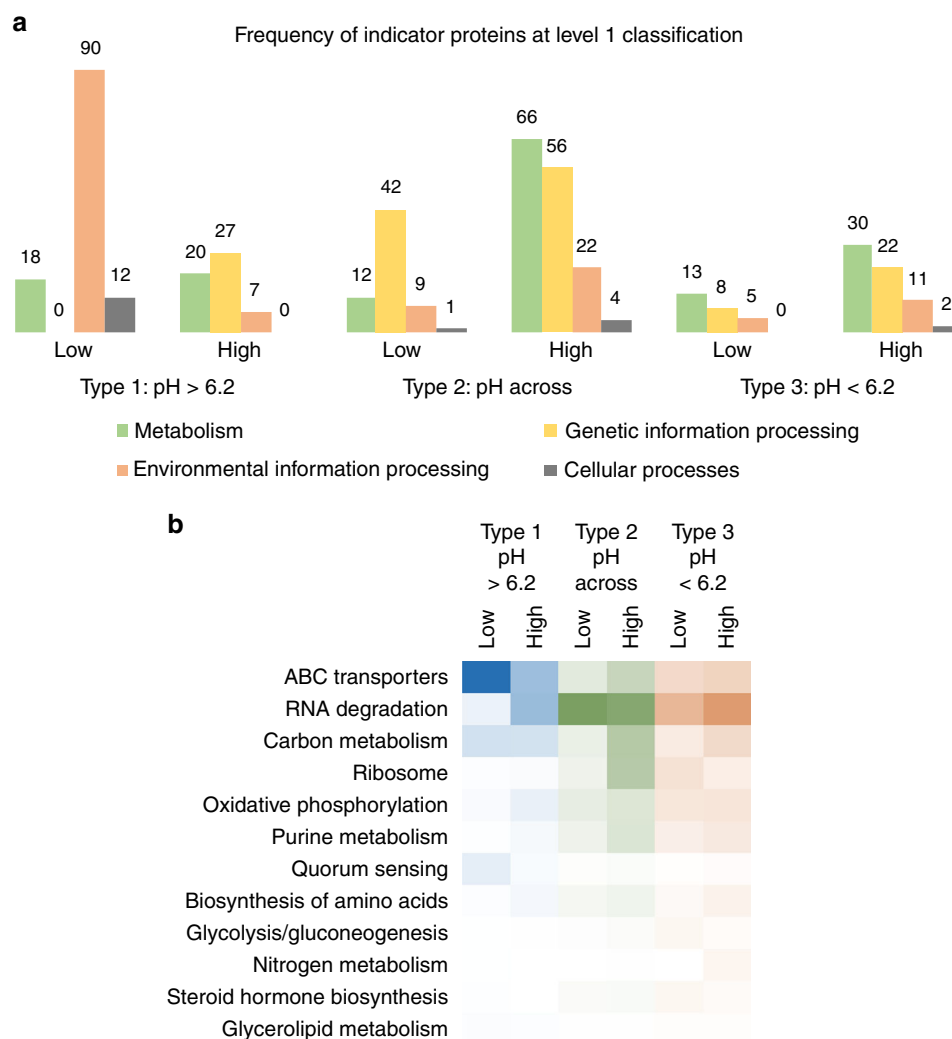 a
Frequency of indicator proteins at level 1 classification
18
0
90
12
20
27
7
0
12
42
9
1
66
56
22
4
13
8
5
0
30
22
11
2
Low
High
Low
High
Low
High
Type 1: pH > 6.2
Type 2: pH across
Type 3: pH < 6.2
Metabolism
Genetic information processing
Environmental information processing
Cellular processes
b
Type 1
pH
> 6.2
Type 2
pH
across
Type 3
pH
< 6.2
Low
High
Low
High
Low
High
ABC transporters
RNA degradation
Carbon metabolism
Ribosome
Oxidative phosphorylation
Purine metabolism
Quorum sensing
Biosynthesis of amino acids
Glycolysis/gluconeogenesis
Nitrogen metabolism
Steroid hormone biosynthesis
Glycerolipid metabolism